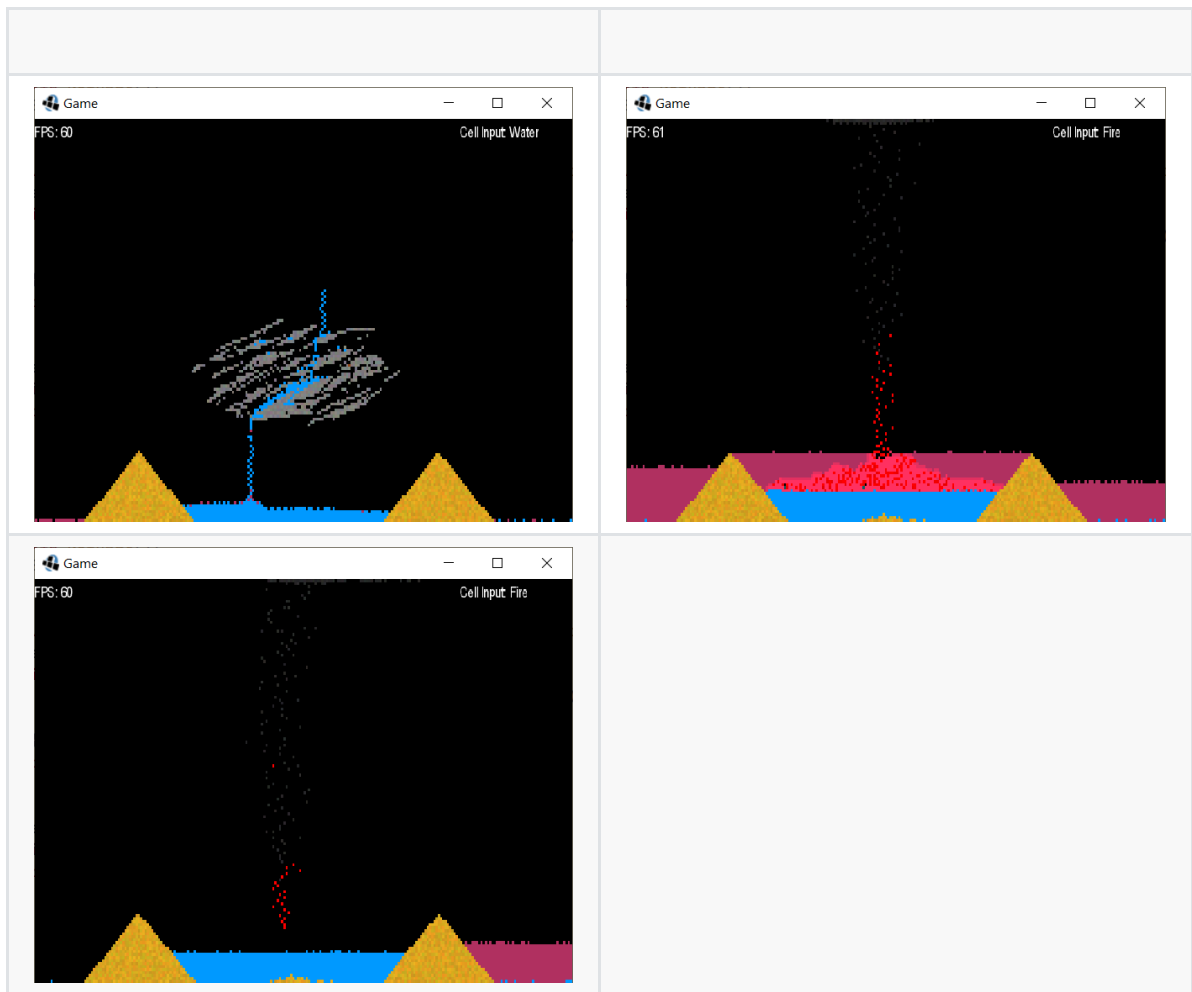 Game
FPS: 60 Cell Input: Water
Game
FPS: 61 Cell Input: Fire
Game
FPS: 60 Cell Input: Fire